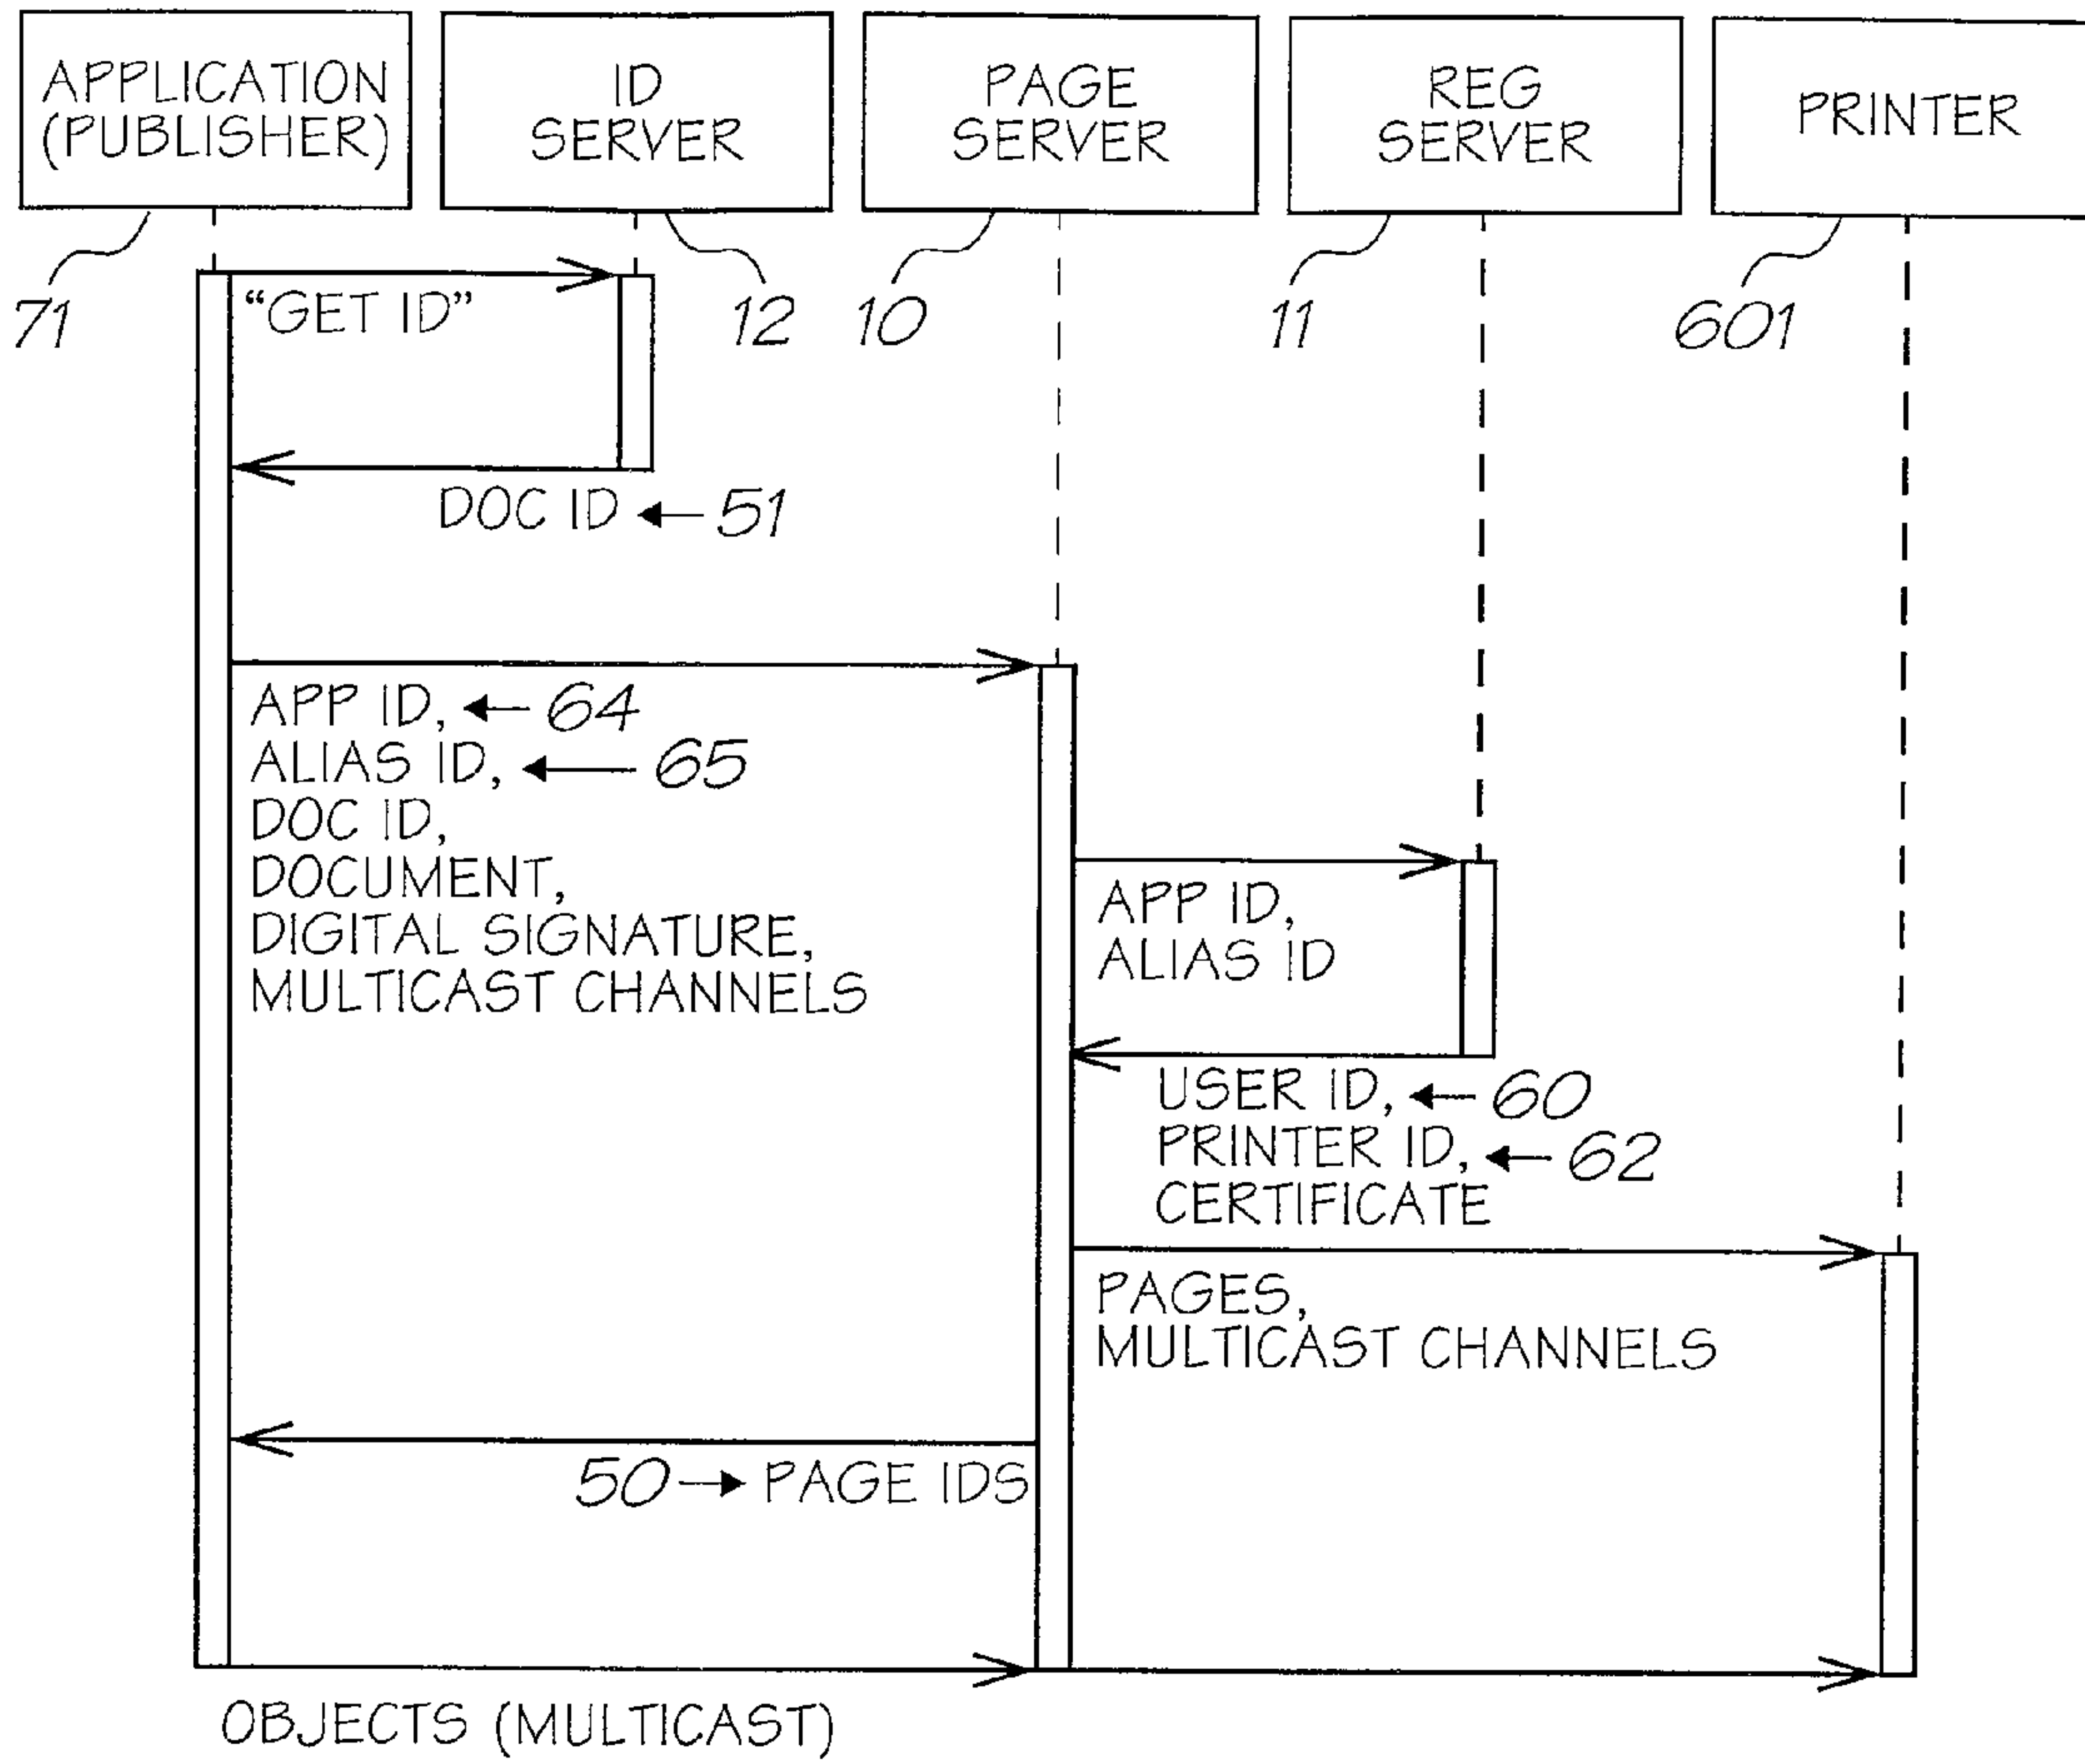 APPLICATION
(PUBLISHER)
ID
SERVER
PAGE
SERVER
REG
SERVER
PRINTER
71
12
10
11
601
“GET ID”
DOC ID 51
APP ID, 64
ALIAS ID, 65
DOC ID,
DOCUMENT,
DIGITAL SIGNATURE,
MULTICAST CHANNELS
APP ID,
ALIAS ID
USER ID, 60
PRINTER ID, 62
CERTIFICATE
PAGES,
MULTICAST CHANNELS
50 PAGE IDS
OBJECTS (MULTICAST)